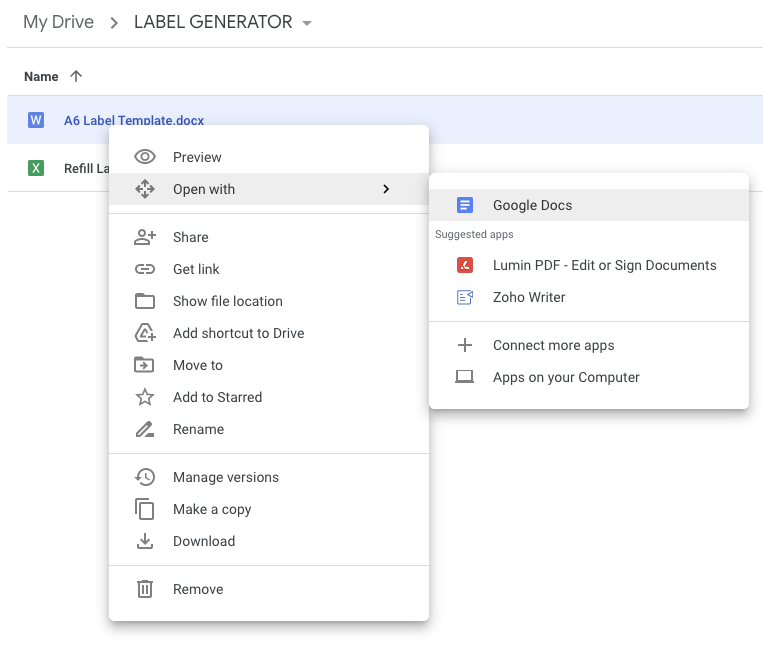 My Drive > LABEL GENERATOR
Name
W A6 Label Template.docx
X Refill La
Preview
Open with
Share
Get link
Show file location
Add shortcut to Drive
Move to
Add to Starred
Rename
Manage versions
Make a copy
Download
Remove
Google Docs
Suggested apps
Lumin PDF - Edit or Sign Documents
Zoho Writer
Connect more apps
Apps on your Computer